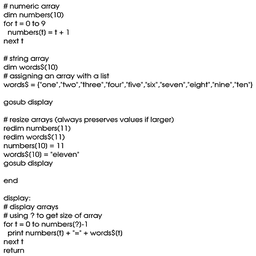 # numeric array
dim numbers(10)
for t = 0 to 9
numbers(t) = t + 1
next t
# string array
dim words$(10)
# assigning an array with a list
words$ = {"one","two","three","four","five","six","seven","eight","nine","ten"}
gosub display
# resize arrays (always preserves values if larger)
redim numbers(11)
redim words$(11)
numbers(10) = 11
words$(10) = "eleven"
gosub display
end
display:
# display arrays
# using ? to get size of array
for t = 0 to numbers(?)-1
print numbers(t) + "=" + words$(t)
next t
return